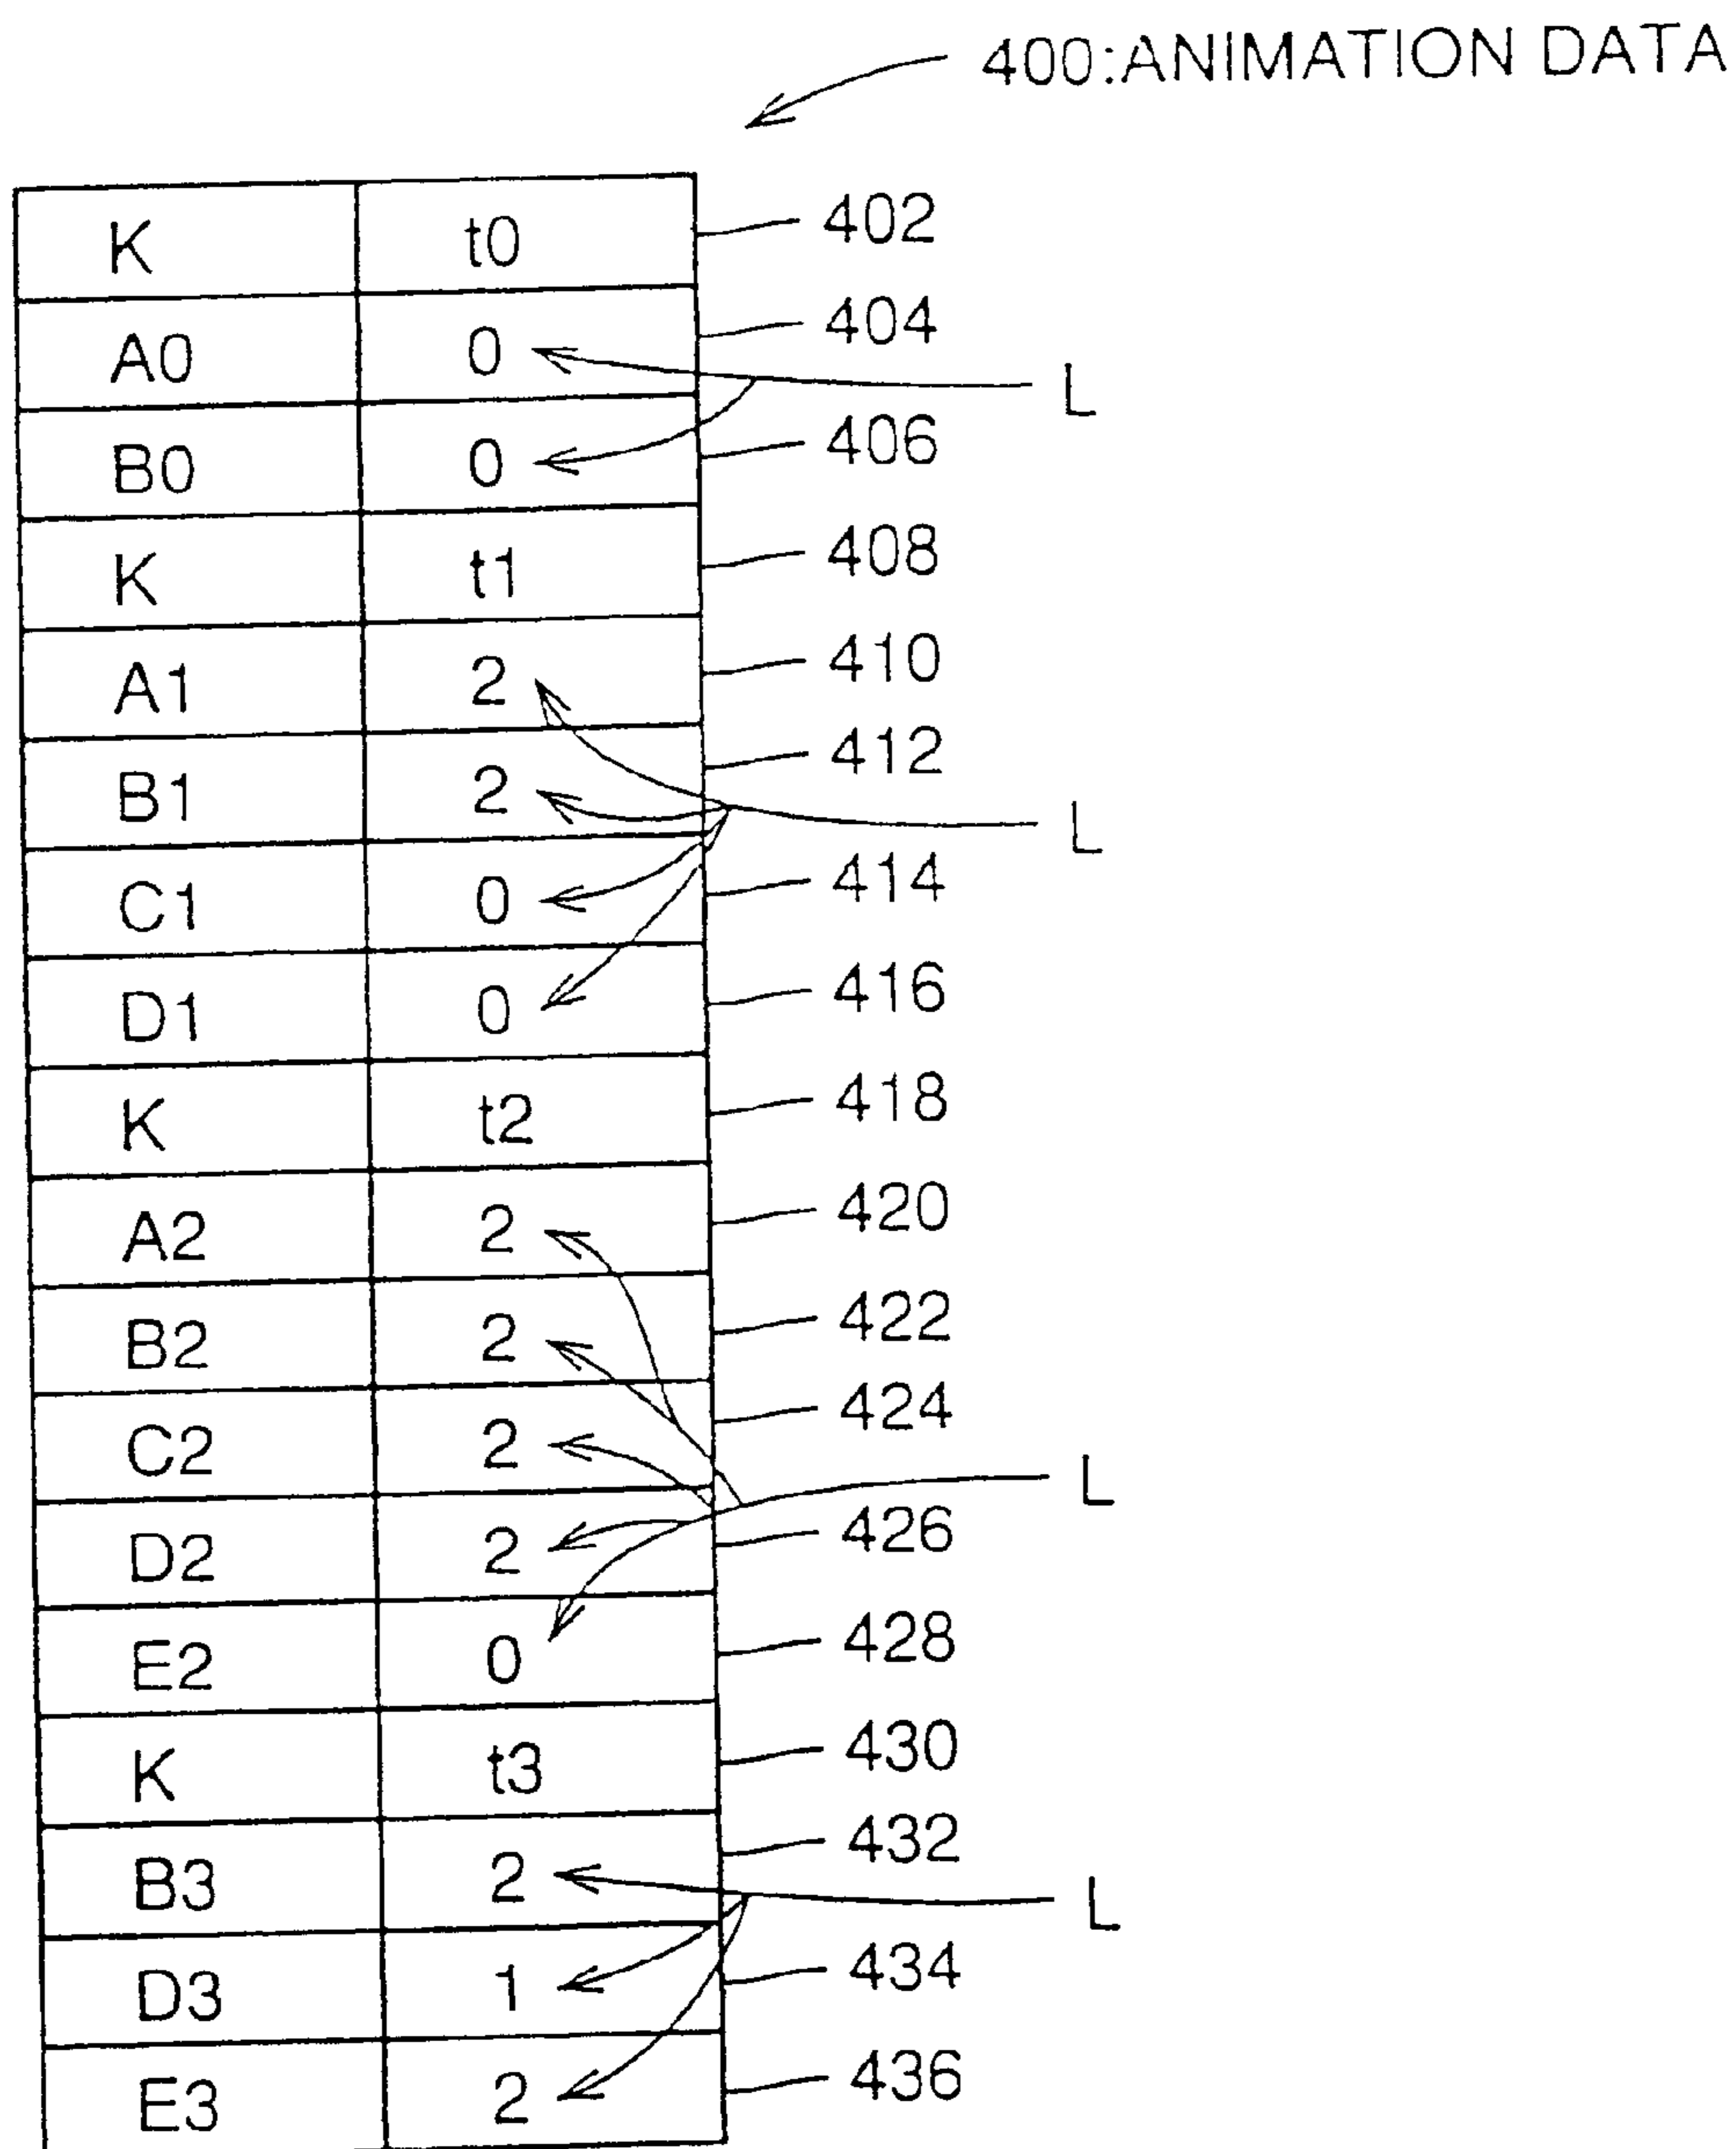 400:ANIMATION DATA
K t0 402
A0 0 404
L
B0 0 406
K t1 408
A1 2 410
B1 2 412
L
C1 0 414
D1 0 416
K t2 418
A2 2 420
B2 2 422
C2 2 424
L
D2 2 426
E2 0 428
K t3 430
B3 2 432
L
D3 1 434
E3 2 436